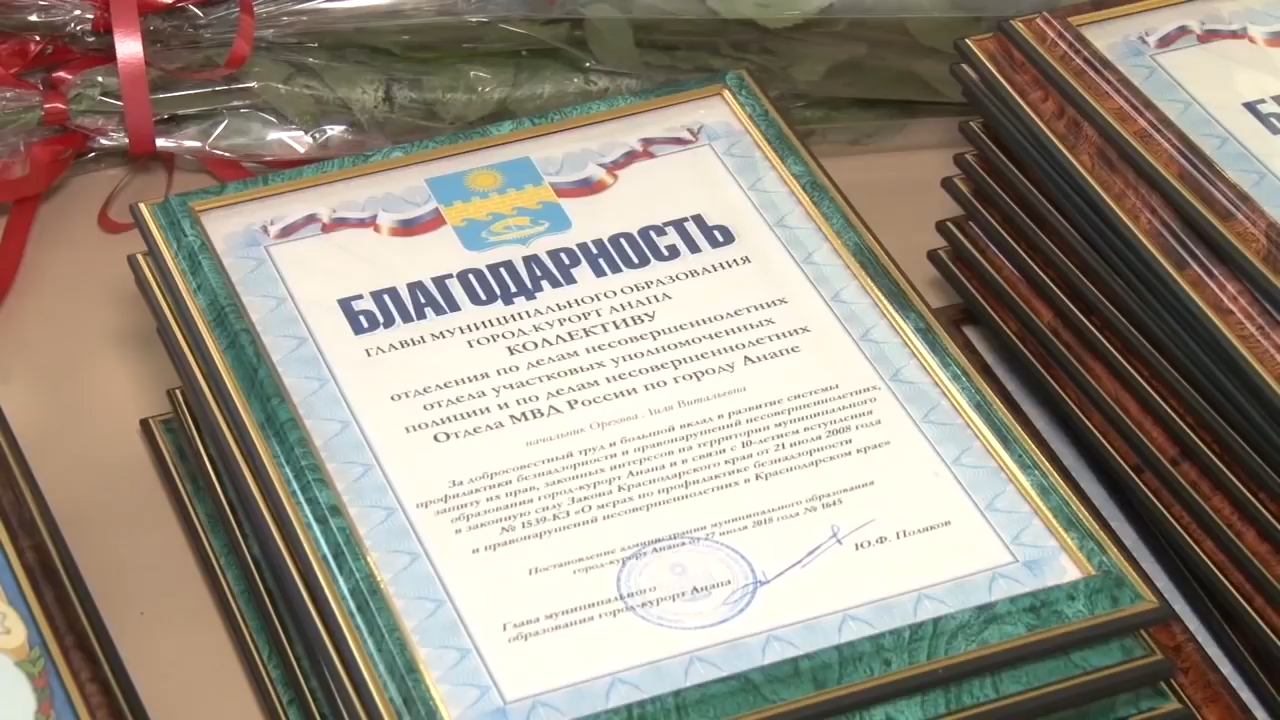 БЛАГОДАРНОСТЬ
ГЛАВЫ МУНИЦИПАЛЬНОГО ОБРАЗОВАНИЯ
ГОРОД-КУРОРТ АНАПА
КОЛЛЕКТИВУ
отделения по делам несовершеннолетних
отдела участковых уполномоченных
полиции и по делам несовершеннолетних
Отдела МВД России по городу Анапе
начальник Орехова Витальевна
За добросовестный труд и большой вклад в развитие системы
профилактики безнадзорности и правонарушений несовершеннолетних,
защиту их прав, законных интересов на территории муниципального
образования город-курорт Анапа и в связи с 10-летием вступления
в законную силу Закона Краснодарского края от 21 июля 2008 года
№ 1539-КЗ «О мерах по профилактике безнадзорности
и правонарушений несовершеннолетних в Краснодарском крае»
Постановление администрации муниципального образования
город-курорт Анапа от 27 июля 2018 года № 1645
Глава муниципального
образования город-курорт Анапа
Ю.Ф. Поляков